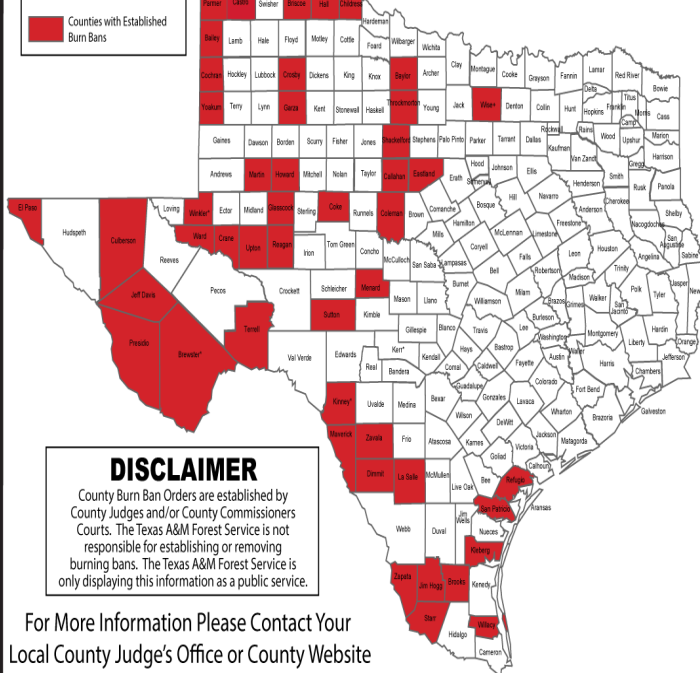 Parmer Castro Swisher Briscoe Hall Childress
Counties with Established
Burn Bans
Hardeman
Bailey Lamb Hale Floyd Motley Cottle Foard Wilbarger Wichita
Clay Montague Cooke Grayson Fannin Lamar Red River Bowie
Cochran Hockley Lubbock Crosby Dickens King Knox Baylor Archer
Delta Titus Franklin Morris Cass
Yoakum Terry Lynn Garza Kent Stonewall Haskell Throckmorton Young Jack Wise* Denton Collin Hunt Hopkins
Camp Marion
Rockwall Rains Wood Upshur
Gaines Dawson Borden Scurry Fisher Jones Shackelford Stephens Palo Pinto Parker Tarrant Dallas Kaufman Van Zandt Gregg Harrison
Andrews Martin Howard Mitchell Nolan Taylor Callahan Eastland Erath Hood Somervell Johnson Ellis Henderson Smith Rusk Panola
El Paso Hudspeth Culberson Loving Winkler* Ector Midland Glasscock Sterling Coke Runnels Coleman Brown Comanche Bosque Hill Navarro Anderson Cherokee Shelby
Hamilton Freestone Nacogdoches San Augustine
Ward Crane Upton Reagan Irion Tom Green Concho McCulloch Mills McLennan Limestone Houston Angelina Sabine
Reeves San Saba Lampasas Coryell Falls Leon Trinity
Bell Robertson Madison Polk Tyler Jasper New
Jeff Davis Pecos Crockett Schleicher Menard Mason Llano Burnet Williamson Milam Brazos Grimes Walker San Jacinto
Sutton Kimble Burleson Hardin Orange
Presidio Brewster* Terrell Gillespie Blanco Travis Lee Washington Montgomery Liberty
Val Verde Edwards Kerr* Kendall Hays Bastrop Austin Waller Harris Jefferson
Real Bandera Comal Caldwell Fayette Chambers
Guadalupe Colorado Fort Bend
Kinney* Uvalde Medina Bexar Gonzales Lavaca Wharton Brazoria Galveston
Wilson DeWitt
Maverick Zavala Frio Atascosa Karnes Victoria Jackson Matagorda
Goliad Calhoun
Dimmit La Salle McMullen Live Oak Bee Refugio
San Patricio Aransas
Webb Duval Jim Wells Nueces
Kleberg
Zapata Jim Hogg Brooks Kenedy
Starr Hidalgo Willacy
Cameron
DISCLAIMER
County Burn Ban Orders are established by
County Judges and/or County Commissioners
Courts. The Texas A&M Forest Service is not
responsible for establishing or removing
burning bans. The Texas A&M Forest Service is
only displaying this information as a public service.
For More Information Please Contact Your
Local County Judge's Office or County Website